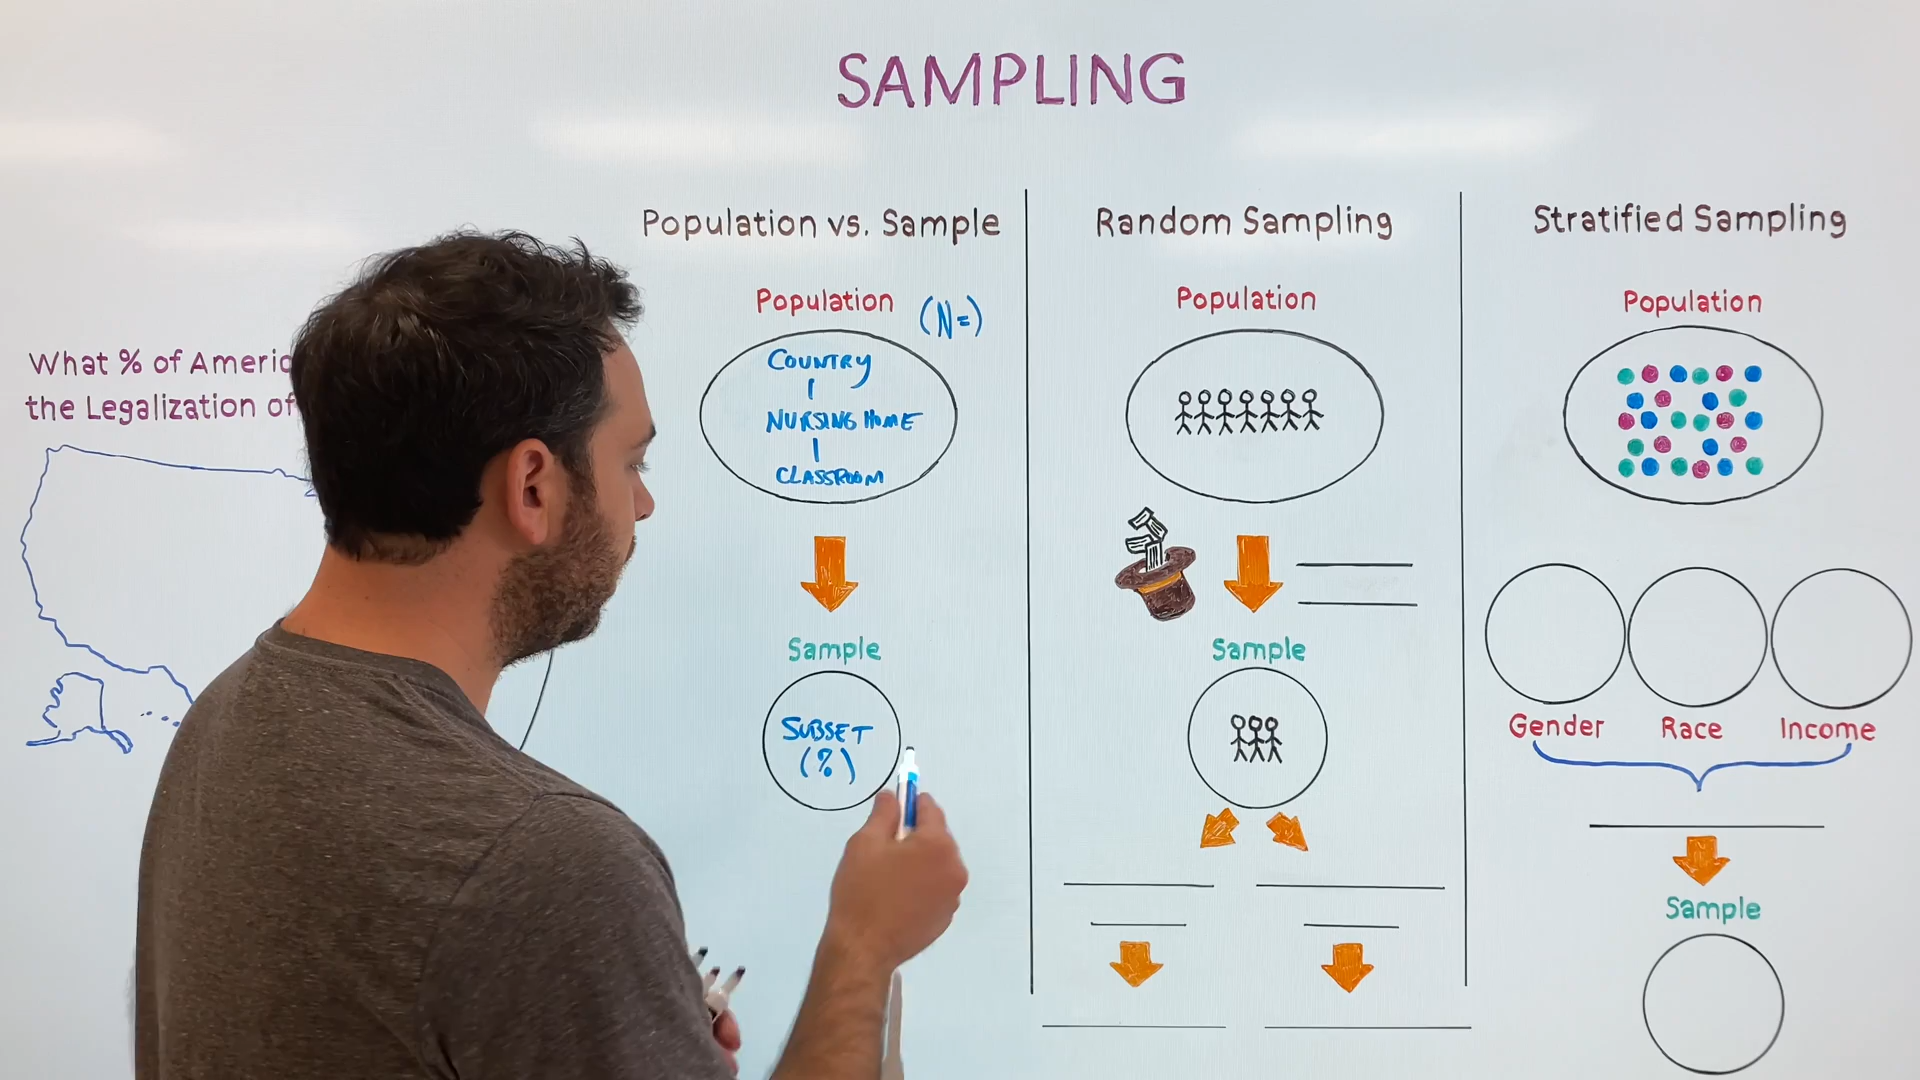 SAMPLING
What % of Americ
the Legalization of
Population vs. Sample
Population (N=)
COUNTRY
NURSING HOME
CLASSROOM
Sample
SUBSET
(%)
Random Sampling
Population
Sample
Stratified Sampling
Population
Gender Race Income
Sample